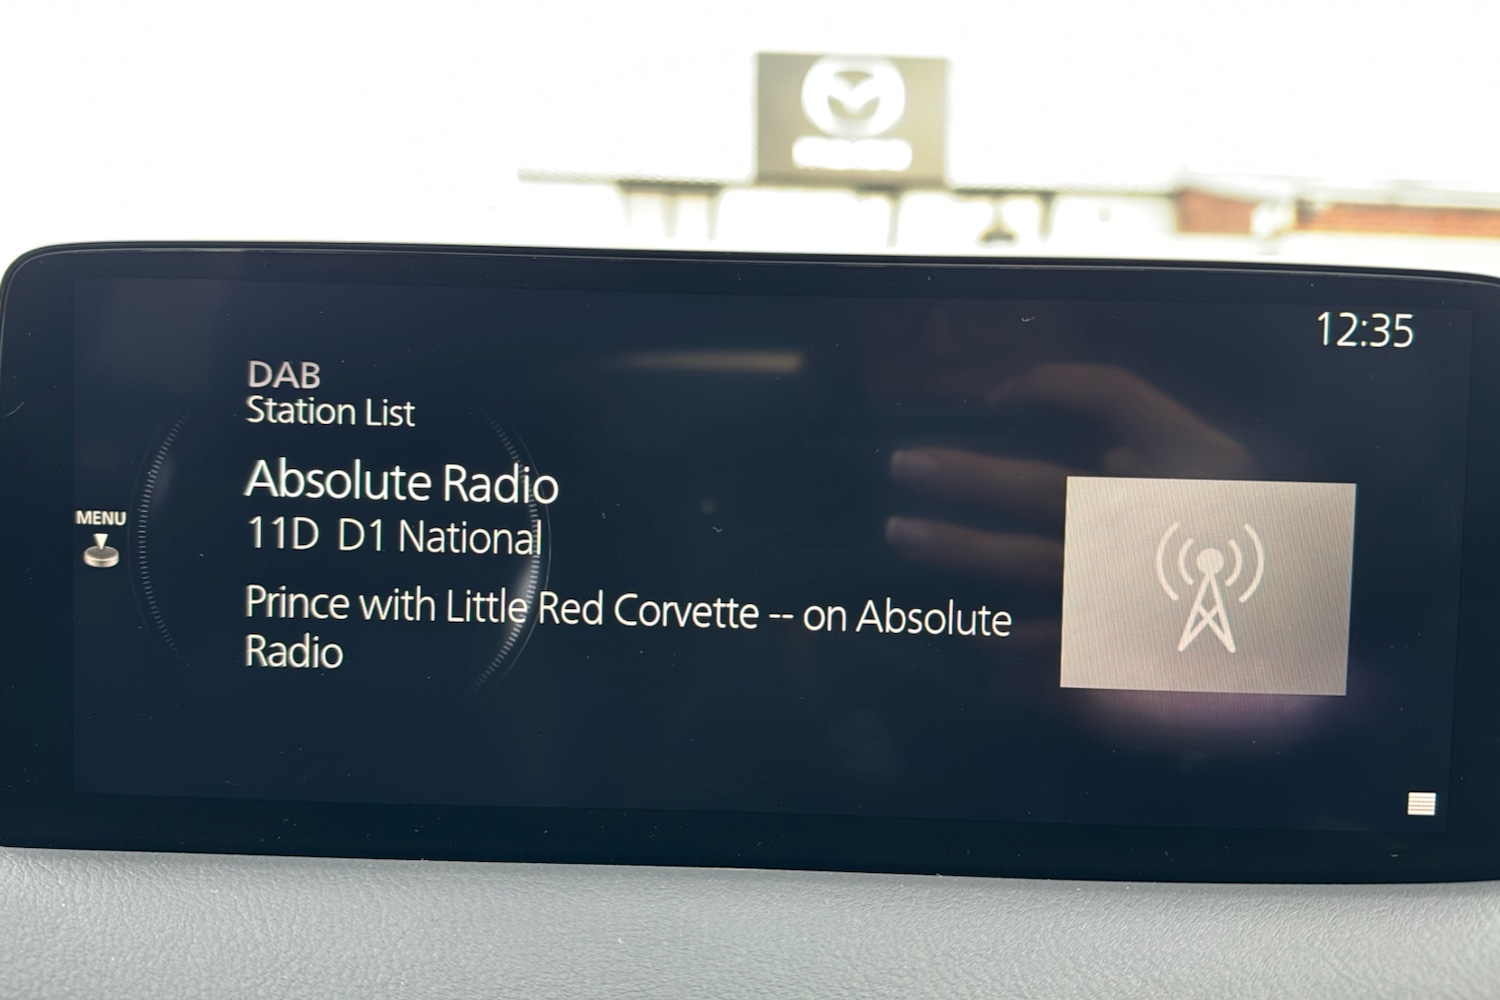 12:35
DAB
Station List
Absolute Radio
11D D1 National
MENU
Prince with Little Red Corvette -- on Absolute
Radio